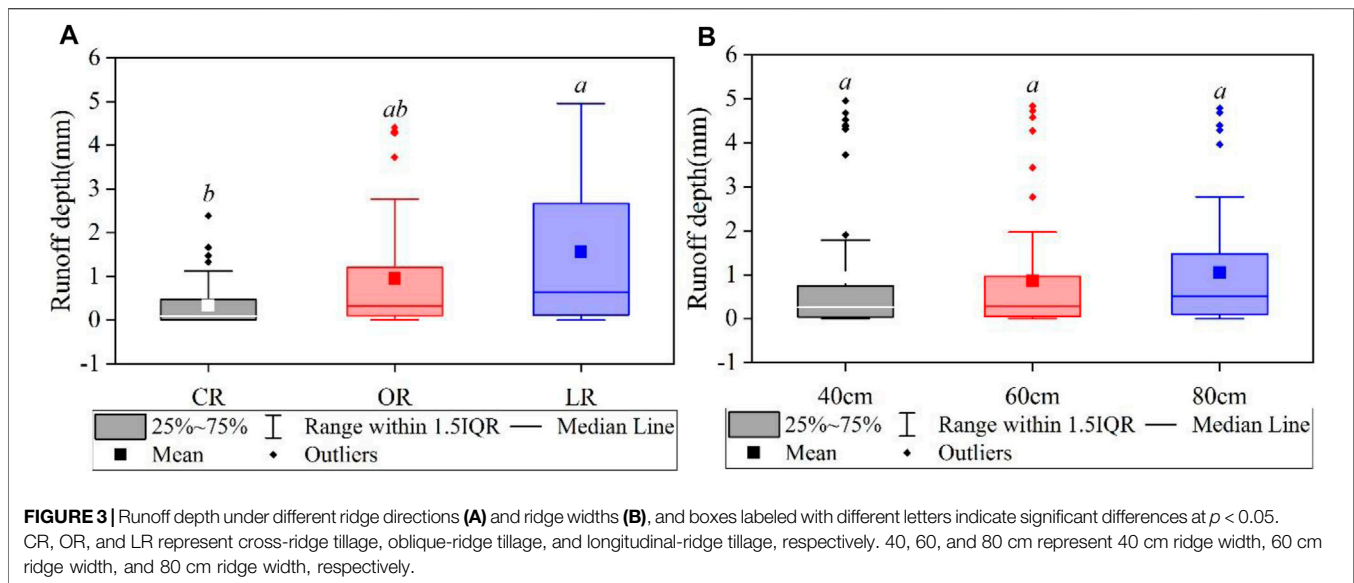 A
Runoff depth(mm)
6
5
4
3
2
1
0
-1
b
ab
a
CR OR LR
25%~75% Range within 1.5IQR Median Line
Mean Outliers
B
Runoff depth(mm)
6
5
4
3
2
1
0
-1
a
a
a
40cm 60cm 80cm
25%~75% Range within 1.5IQR Median Line
Mean Outliers
FIGURE 3 | Runoff depth under different ridge directions (A) and ridge widths (B), and boxes labeled with different letters indicate significant differences at p < 0.05.
CR, OR, and LR represent cross-ridge tillage, oblique-ridge tillage, and longitudinal-ridge tillage, respectively. 40, 60, and 80 cm represent 40 cm ridge width, 60 cm
ridge width, and 80 cm ridge width, respectively.